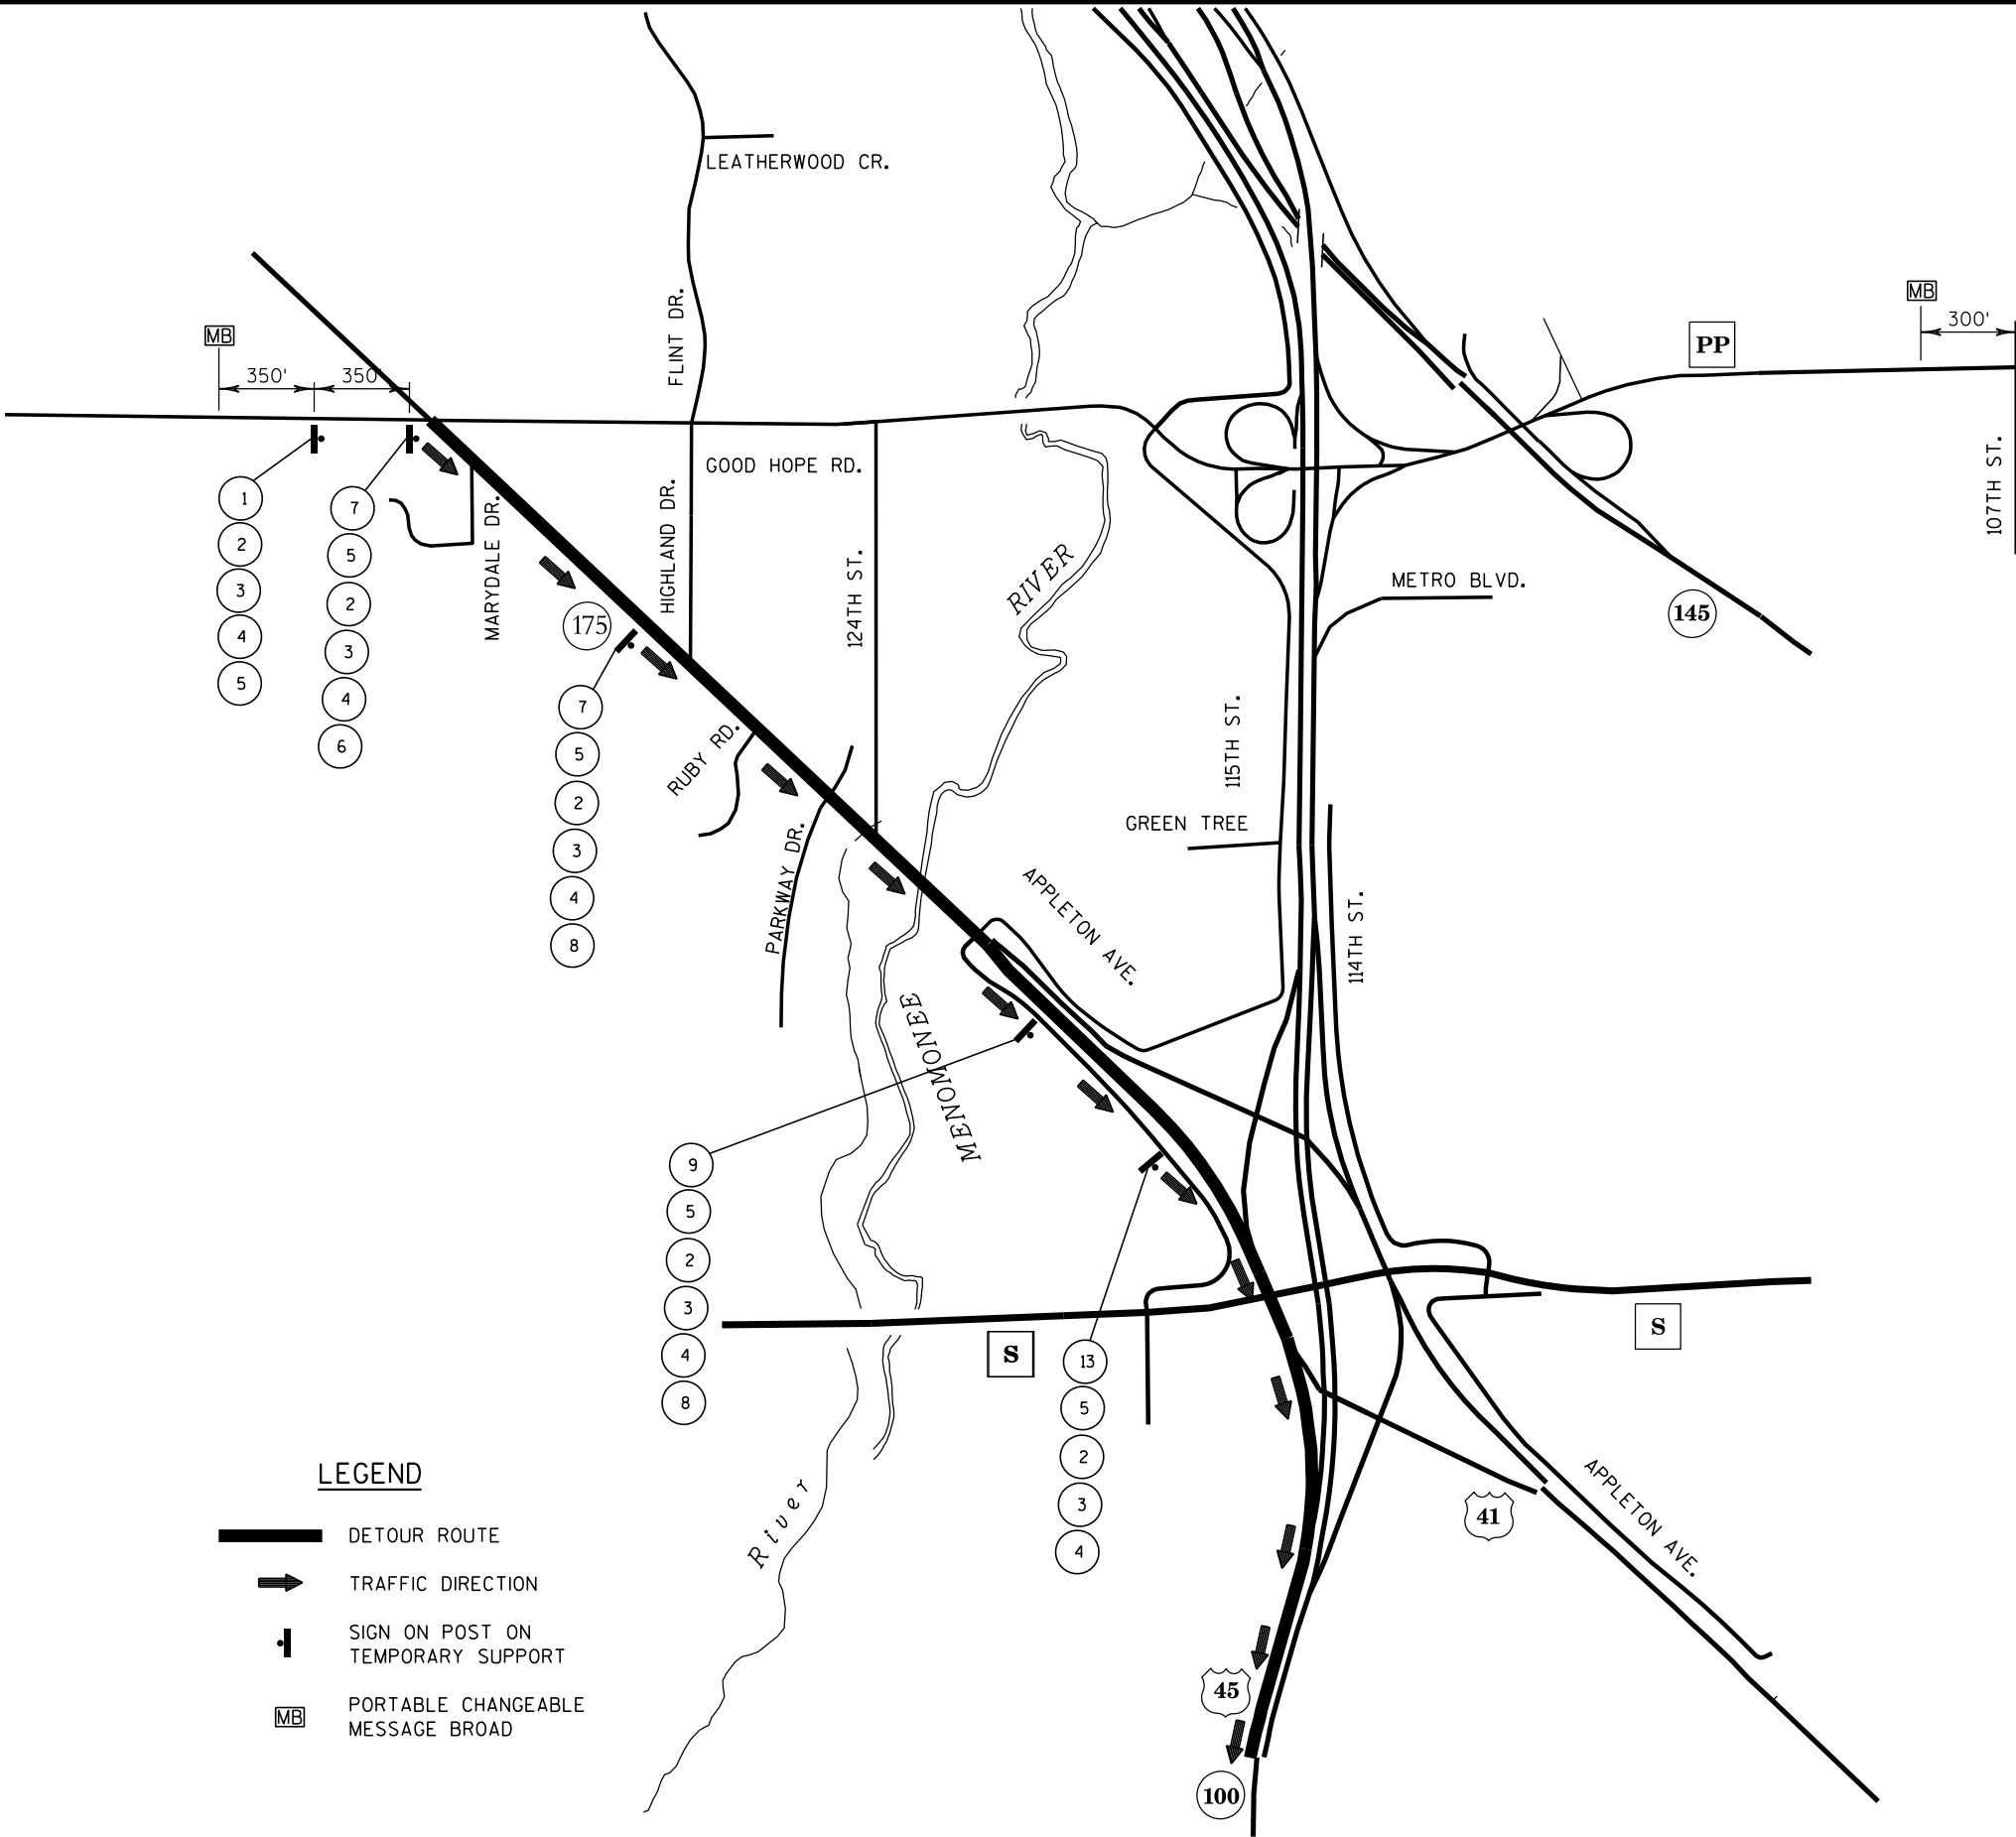 LEATHERWOOD CR.
FLINT DR.
MB
350'
350'
MB
300'
PP
107TH ST.
GOOD HOPE RD.
HIGHLAND DR.
MARYDALE DR.
124TH ST.
RIVER
METRO BLVD.
145
175
1
2
3
4
5
7
5
2
3
4
6
7
5
2
3
4
8
RUBY RD.
PARKWAY DR.
115TH ST.
GREEN TREE
APPLETON AVE.
114TH ST.
MENOMONEE
9
5
2
3
4
8
S
13
5
2
3
4
S
41
APPLETON AVE.
River
45
100
LEGEND
DETOUR ROUTE
TRAFFIC DIRECTION
SIGN ON POST ON
TEMPORARY SUPPORT
MB
PORTABLE CHANGEABLE
MESSAGE BROAD